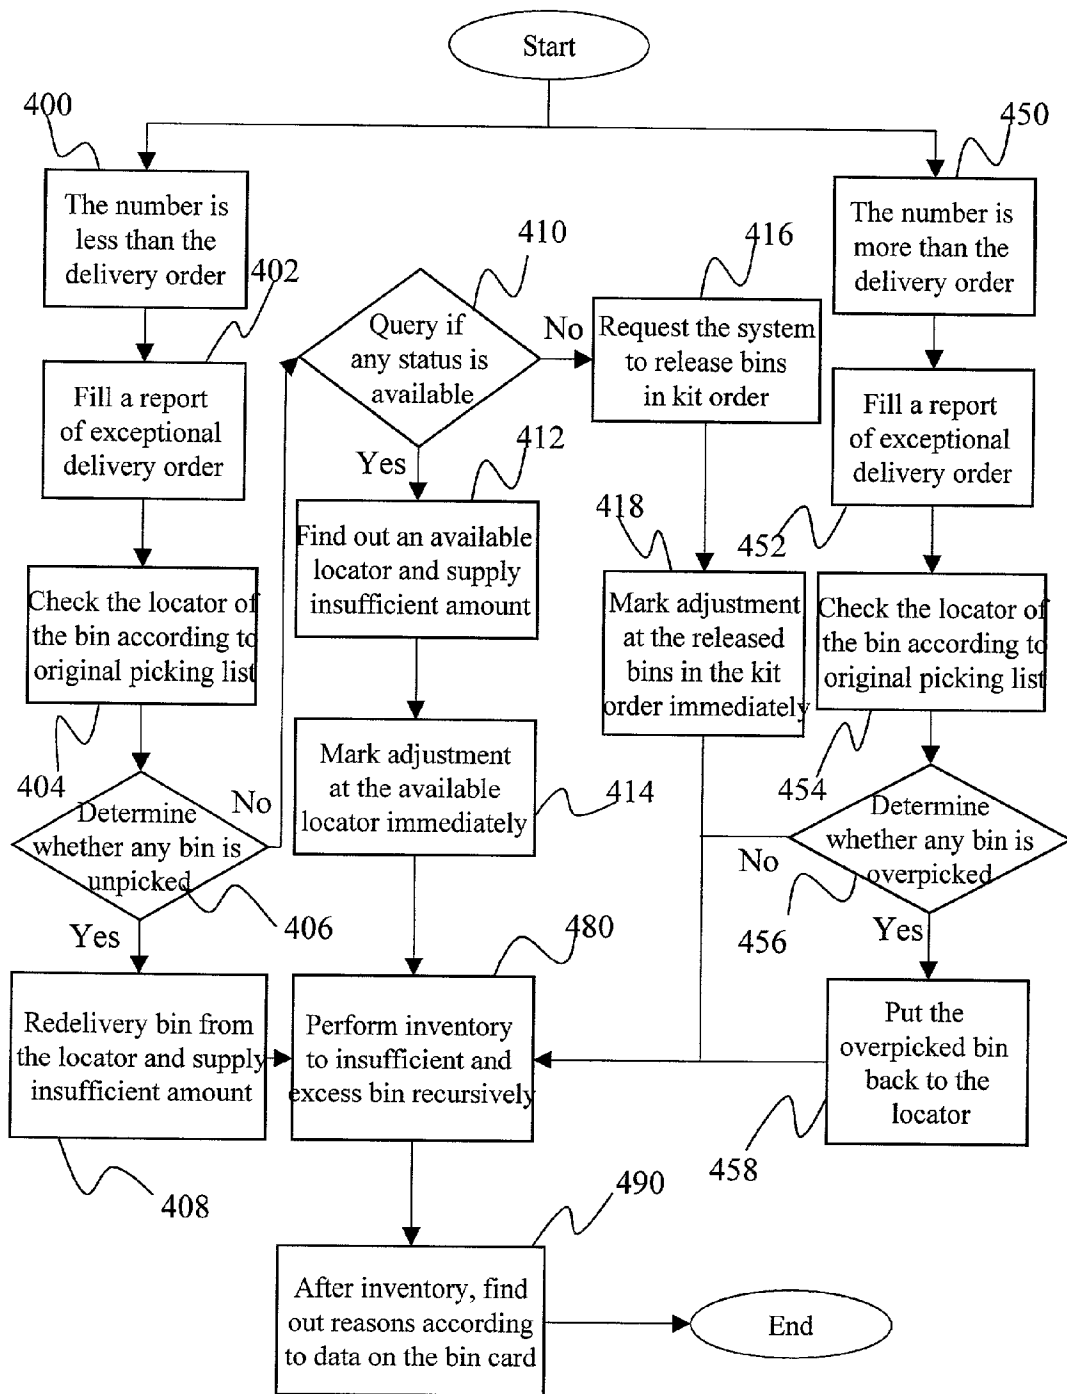 Start
400
The number is
less than the
delivery order
402
Fill a report
of exceptional
delivery order
Check the locator of
the bin according to
original picking list
404
Determine
whether any bin is
unpicked
406
No
Yes
Redelivery bin from
the locator and supply
insufficient amount
408
410
Query if
any status is
available
No
Yes
412
Find out an available
locator and supply
insufficient amount
Mark adjustment
at the available
locator immediately
414
416
Request the system
to release bins
in kit order
418
Mark adjustment
at the released
bins in the kit
order immediately
450
The number is
more than the
delivery order
Fill a report
of exceptional
delivery order
452
Check the locator of
the bin according to
original picking list
454
Determine
whether any bin is
overpicked
No
456
Yes
Put the
overpicked bin
back to the
locator
458
480
Perform inventory
to insufficient and
excess bin recursively
490
After inventory, find
out reasons according
to data on the bin card
End